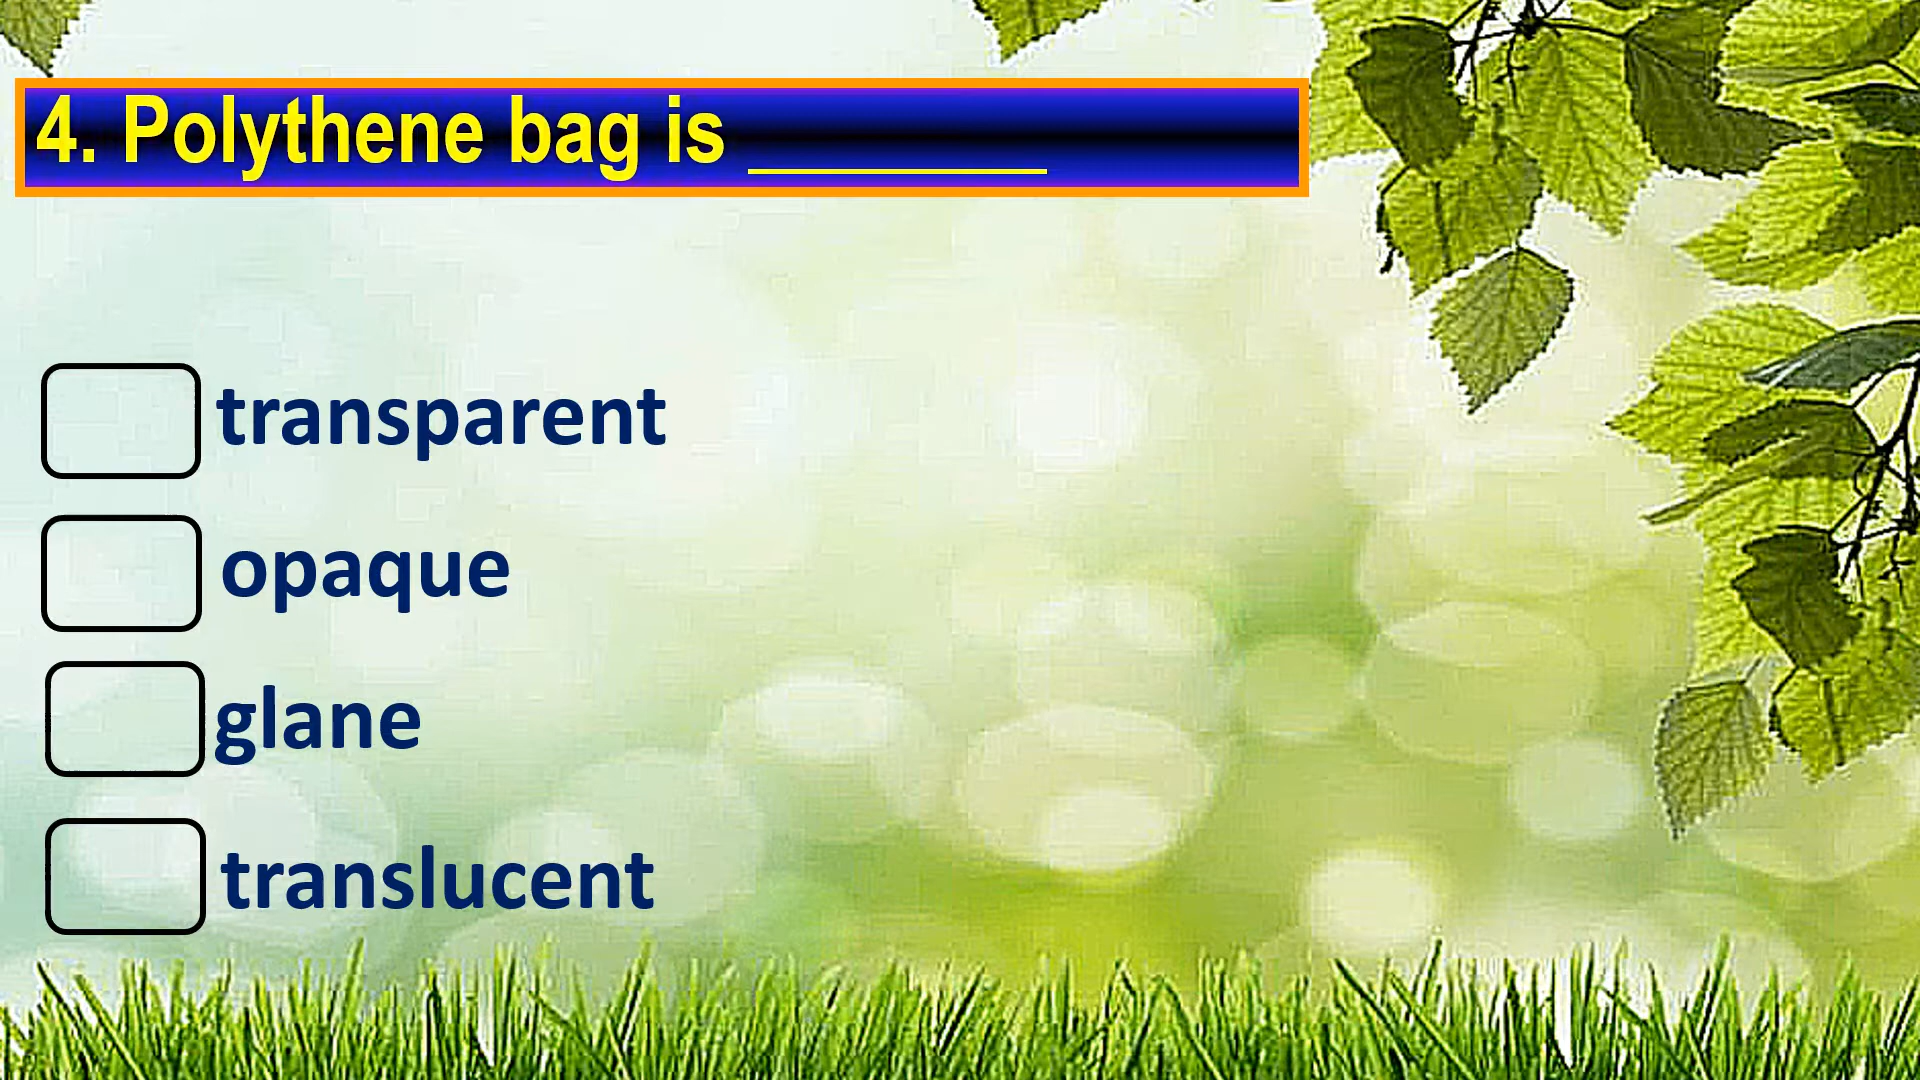 4. Polythene bag is ________
transparent
opaque
glane
translucent